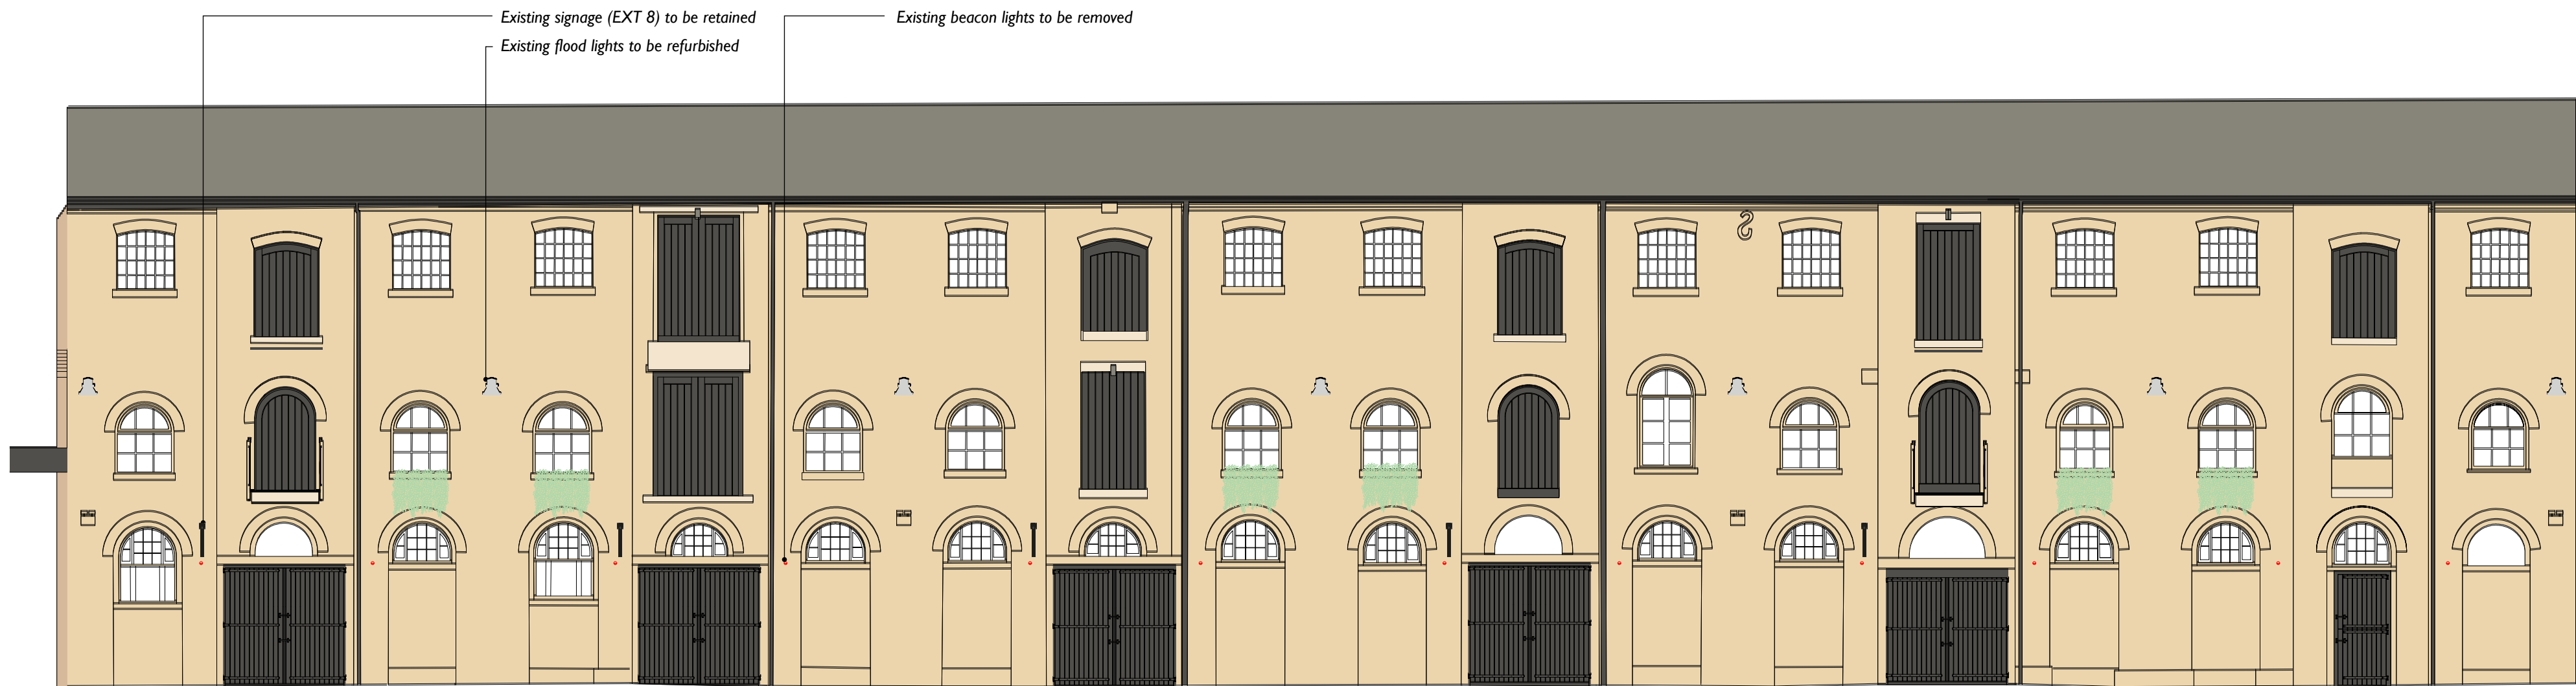 Existing signage (EXT 8) to be retained
Existing flood lights to be refurbished
Existing beacon lights to be removed